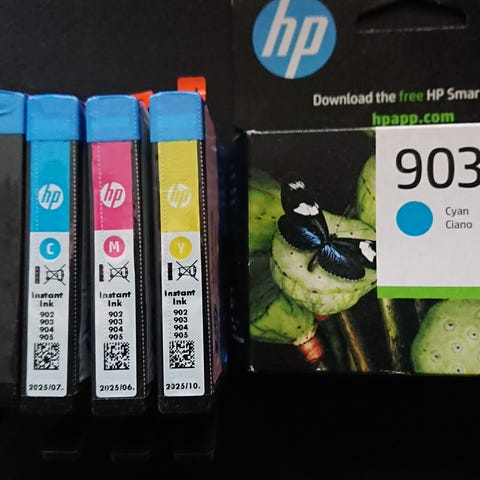 hp
Download the free HP Smar
hpapp.com
903
Cyan
Ciano
hp
C
Instant
Ink
902
903
904
905
2025/07.
hp
M
Instant
Ink
902
903
904
905
2025/06.
hp
Y
Instant
Ink
902
903
904
905
2025/10.